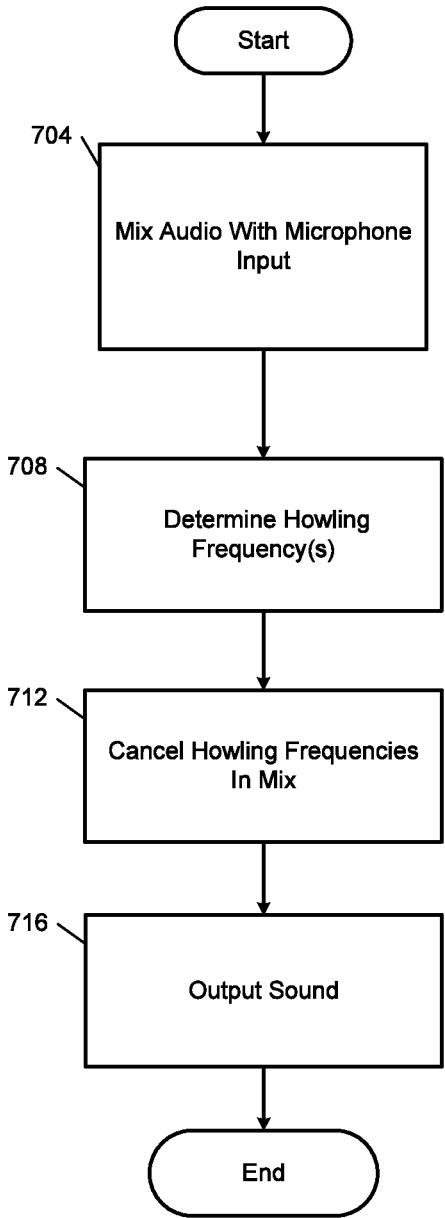 Start
704
Mix Audio With Microphone
Input
708
Determine Howling
Frequency(s)
712
Cancel Howling Frequencies
In Mix
716
Output Sound
End